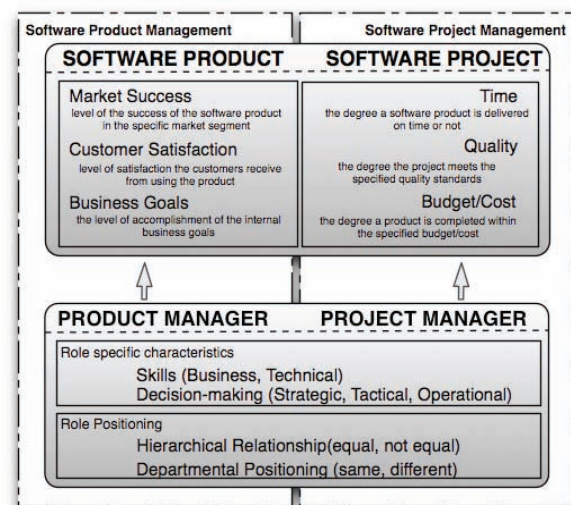 Software Product Management
Software Project Management
SOFTWARE PRODUCT
SOFTWARE PROJECT
Market Success
level of the success of the software product
in the specific market segment
Customer Satisfaction
level of satisfaction the customers receive
from using the product
Business Goals
the level of accomplishment of the internal
business goals
Time
the degree a software product is delivered
on time or not
Quality
the degree the project meets the
specified quality standards
Budget/Cost
the degree a product is completed within
the specified budget/cost
PRODUCT MANAGER
PROJECT MANAGER
Role specific characteristics
Skills (Business, Technical)
Decision-making (Strategic, Tactical, Operational)
Role Positioning
Hierarchical Relationship(equal, not equal)
Departmental Positioning (same, different)